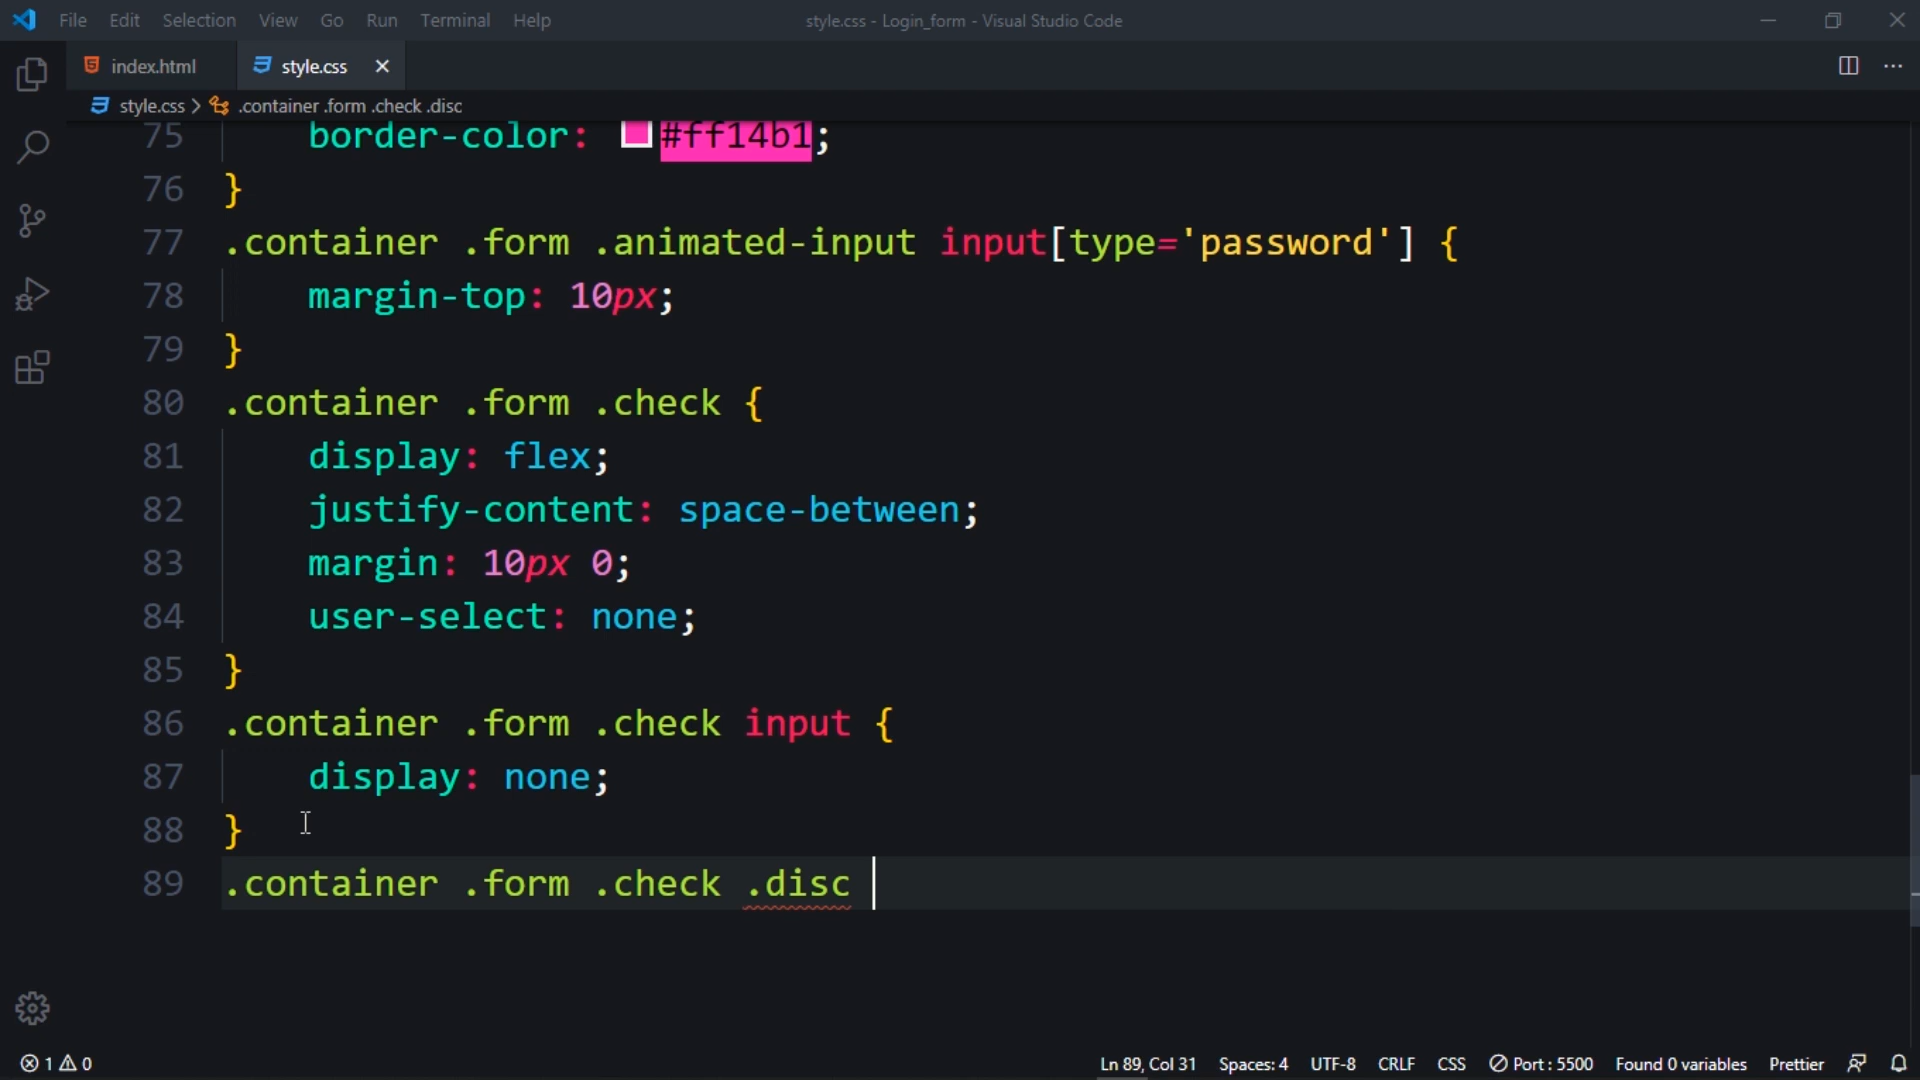 File Edit Selection View Go Run Terminal Help style.css - Login_form - Visual Studio Code
index.html style.css
style.css > .container .form .check .disc
75 border-color: #ff14b1;
76 }
77 .container .form .animated-input input[type='password'] {
78 margin-top: 10px;
79 }
80 .container .form .check {
81 display: flex;
82 justify-content: space-between;
83 margin: 10px 0;
84 user-select: none;
85 }
86 .container .form .check input {
87 display: none;
88 }
89 .container .form .check .disc
1 0 Ln 89, Col 31 Spaces: 4 UTF-8 CRLF CSS Port : 5500 Found 0 variables Prettier